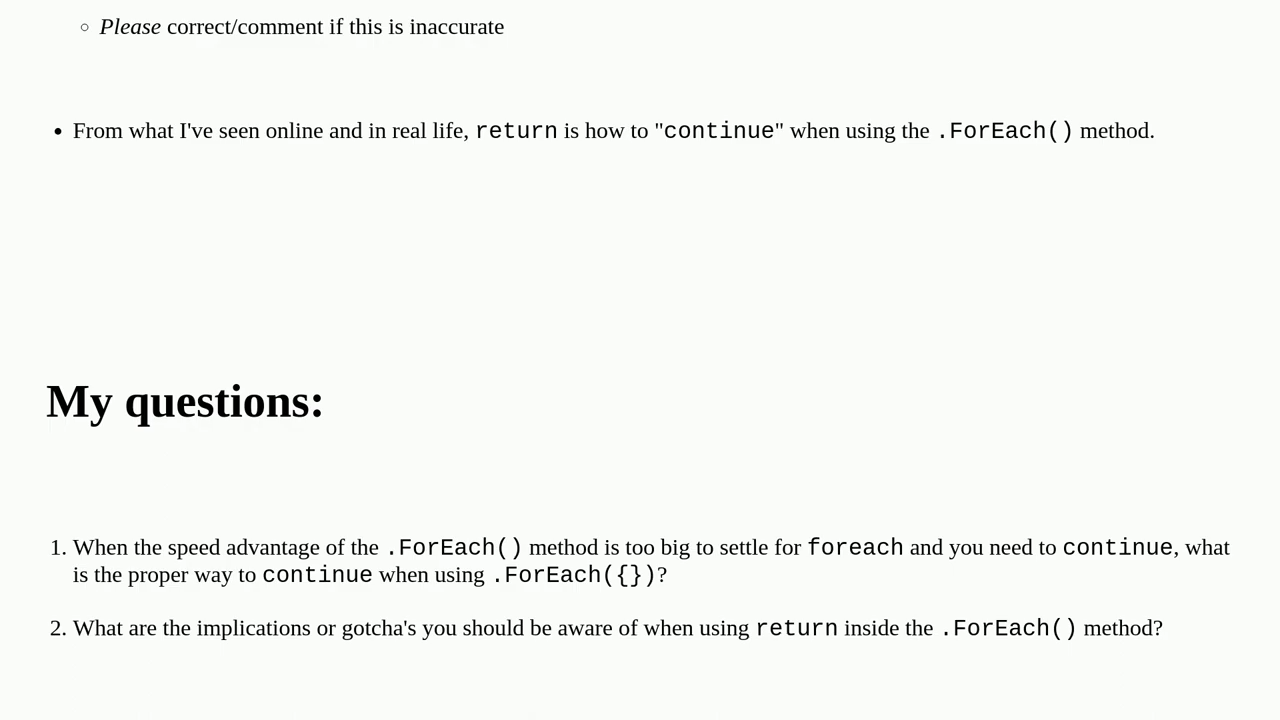 Please correct/comment if this is inaccurate
From what I've seen online and in real life, return is how to "continue" when using the .ForEach() method.
My questions:
1. When the speed advantage of the .ForEach() method is too big to settle for foreach and you need to continue, what
is the proper way to continue when using .ForEach({})?
2. What are the implications or gotcha's you should be aware of when using return inside the .ForEach() method?